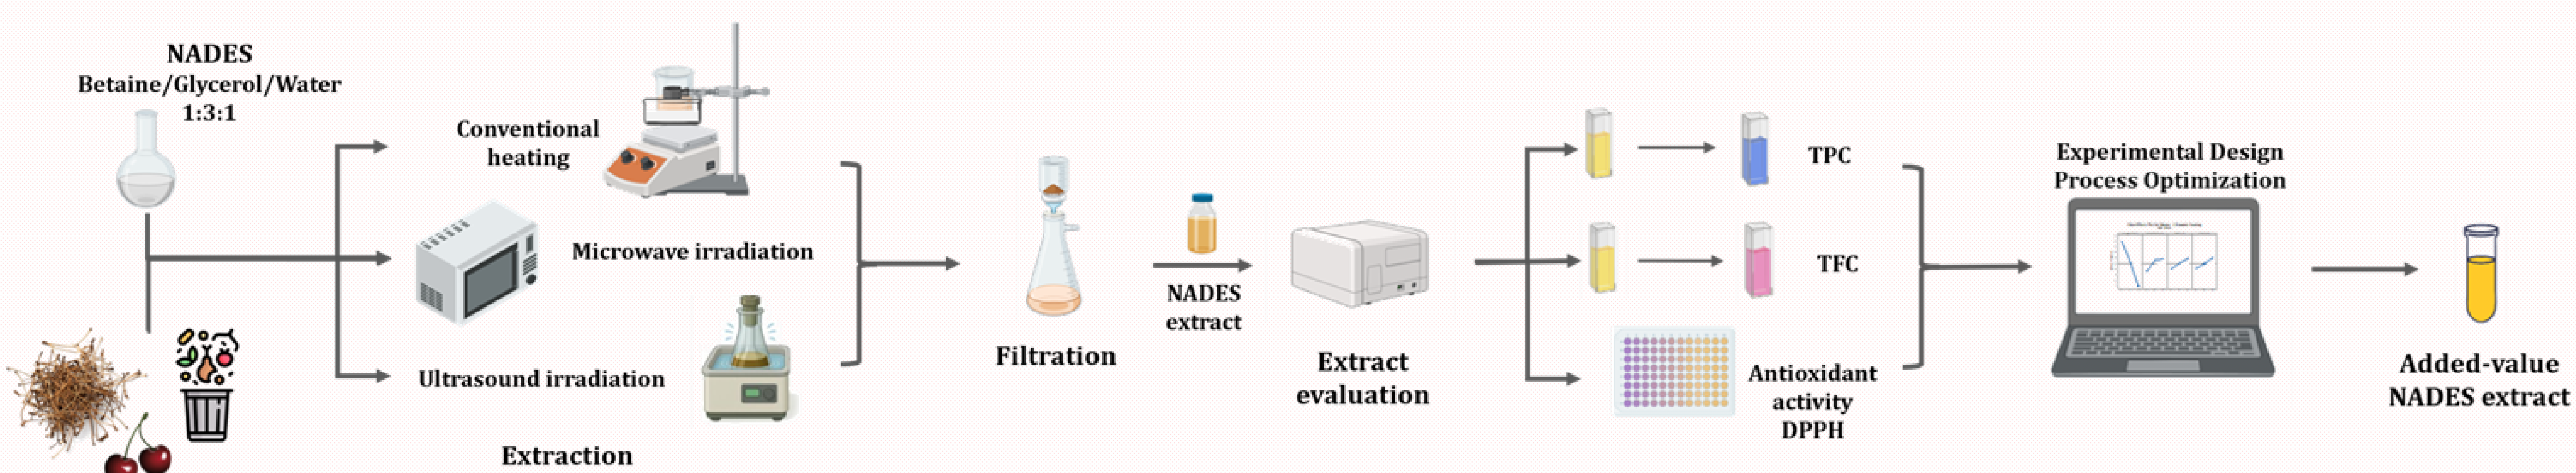 NADES
Betaine/Glycerol/Water
1:3:1
Conventional
heating
Microwave irradiation
Ultrasound irradiation
Extraction
Filtration
NADES
extract
Extract
evaluation
TPC
TFC
Antioxidant
activity
DPPH
Experimental Design
Process Optimization
Added-value
NADES extract